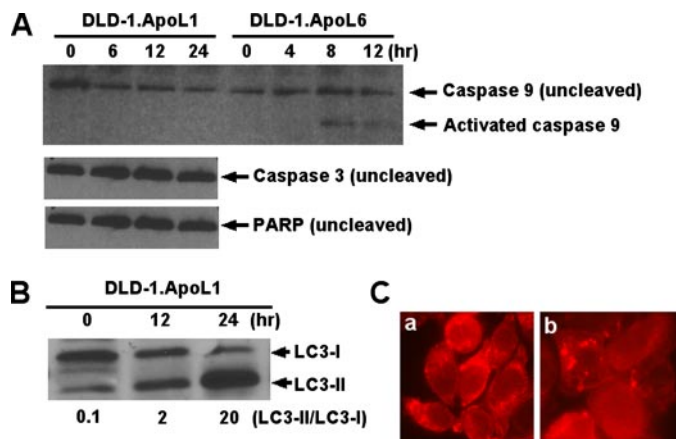 A
DLD-1.ApoL1 DLD-1.ApoL6
0 6 12 24 0 4 8 12 (hr)
Caspase 9 (uncleaved)
Activated caspase 9
Caspase 3 (uncleaved)
PARP (uncleaved)
B
DLD-1.ApoL1
0 12 24 (hr)
LC3-I
LC3-II
0.1 2 20 (LC3-II/LC3-I)
C
a b